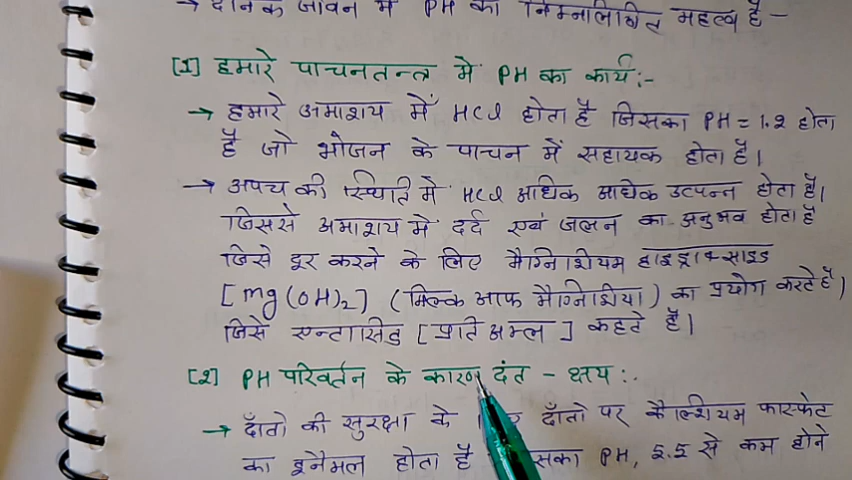 → दैनिक जीवन में PH का निम्नलिखित महत्व है –
[1] हमारे पाचनतन्त्र मे PH का कार्य:-
→ हमारे अमाशय में HCl होता है जिसका PH = 1.2 होता
है जो भोजन के पाचन में सहायक होता है।
→ अपच की स्थिति मे HCl अधिक अधिक उत्पन्न होता है।
जिससे अमाशय मे दर्द एवं जलन का अनुभव होता है
जिसे दूर करने के लिए मैग्निशियम हाइड्राक्साइड
[mg(OH)₂] (मिल्क आफ मैग्निशिया) का प्रयोग करते है।
जिसे एन्टासिड [प्रति अम्ल] कहते है।
[2] PH परिवर्तन के कारण दंत – क्षय:-
→ दाँतो की सुरक्षा के दाँतो पर कैल्शियम फास्फेट
का इनैमल होता है PH, 5.5 से कम होने